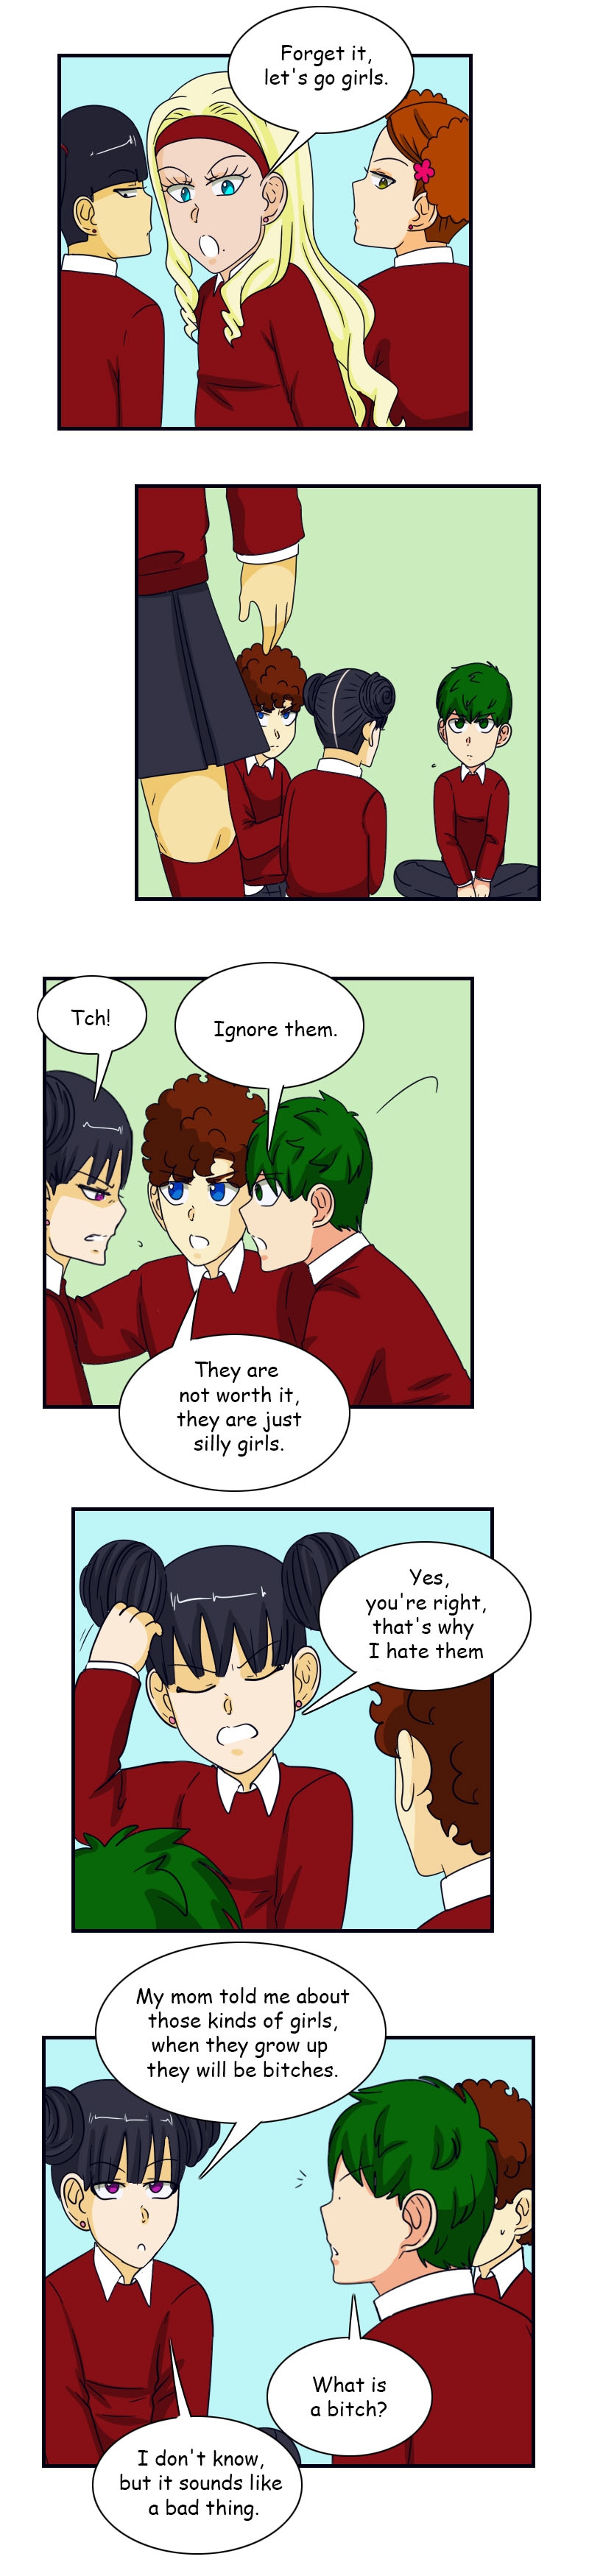 Forget it,
let's go girls.
Tch!
Ignore them.
They are
not worth it,
they are just
silly girls.
Yes,
you're right,
that's why
I hate them
My mom told me about
those kinds of girls,
when they grow up
they will be bitches.
What is
a bitch?
I don't know,
but it sounds like
a bad thing.